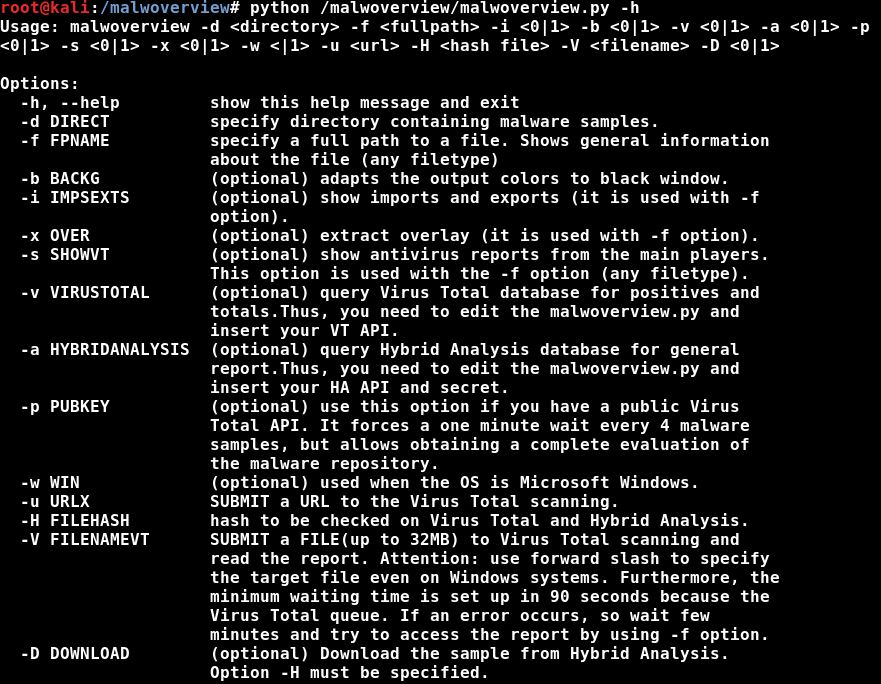 root@kali:/malwoverview# python /malwoverview/malwoverview.py -h
Usage: malwoverview -d <directory> -f <fullpath> -i <0|1> -b <0|1> -v <0|1> -a <0|1> -p
<0|1> -s <0|1> -x <0|1> -w <|1> -u <url> -H <hash file> -V <filename> -D <0|1>

Options:
  -h, --help         show this help message and exit
  -d DIRECT          specify directory containing malware samples.
  -f FPNAME          specify a full path to a file. Shows general information
                     about the file (any filetype)
  -b BACKG           (optional) adapts the output colors to black window.
  -i IMPSEXTS        (optional) show imports and exports (it is used with -f
                     option).
  -x OVER            (optional) extract overlay (it is used with -f option).
  -s SHOWVT          (optional) show antivirus reports from the main players.
                     This option is used with the -f option (any filetype).
  -v VIRUSTOTAL      (optional) query Virus Total database for positives and
                     totals.Thus, you need to edit the malwoverview.py and
                     insert your VT API.
  -a HYBRIDANALYSIS  (optional) query Hybrid Analysis database for general
                     report.Thus, you need to edit the malwoverview.py and
                     insert your HA API and secret.
  -p PUBKEY          (optional) use this option if you have a public Virus
                     Total API. It forces a one minute wait every 4 malware
                     samples, but allows obtaining a complete evaluation of
                     the malware repository.
  -w WIN             (optional) used when the OS is Microsoft Windows.
  -u URLX            SUBMIT a URL to the Virus Total scanning.
  -H FILEHASH        hash to be checked on Virus Total and Hybrid Analysis.
  -V FILENAMEVT      SUBMIT a FILE(up to 32MB) to Virus Total scanning and
                     read the report. Attention: use forward slash to specify
                     the target file even on Windows systems. Furthermore, the
                     minimum waiting time is set up in 90 seconds because the
                     Virus Total queue. If an error occurs, so wait few
                     minutes and try to access the report by using -f option.
  -D DOWNLOAD        (optional) Download the sample from Hybrid Analysis.
                     Option -H must be specified.